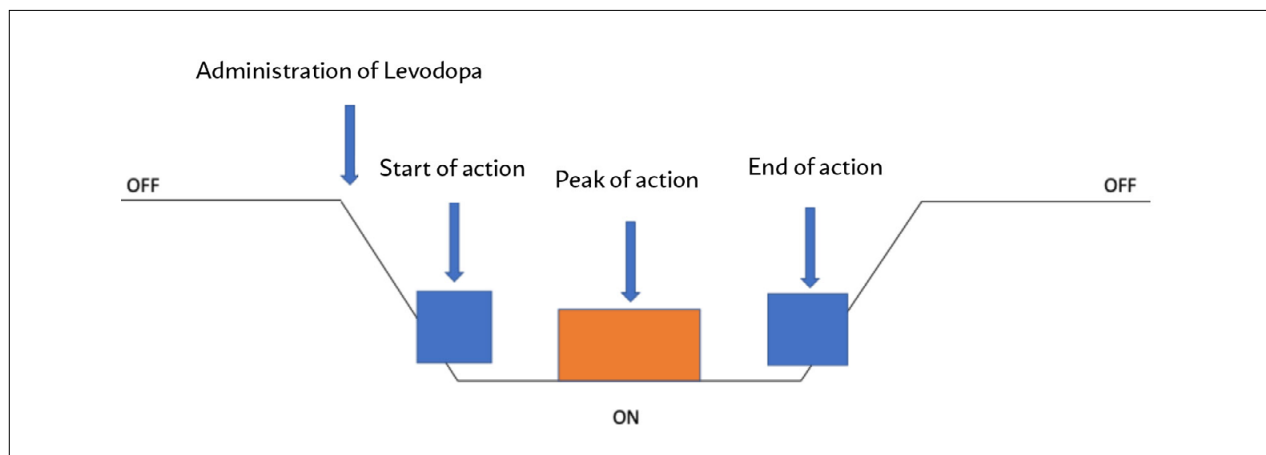 Administration of Levodopa
Start of action
Peak of action
End of action
OFF
OFF
ON